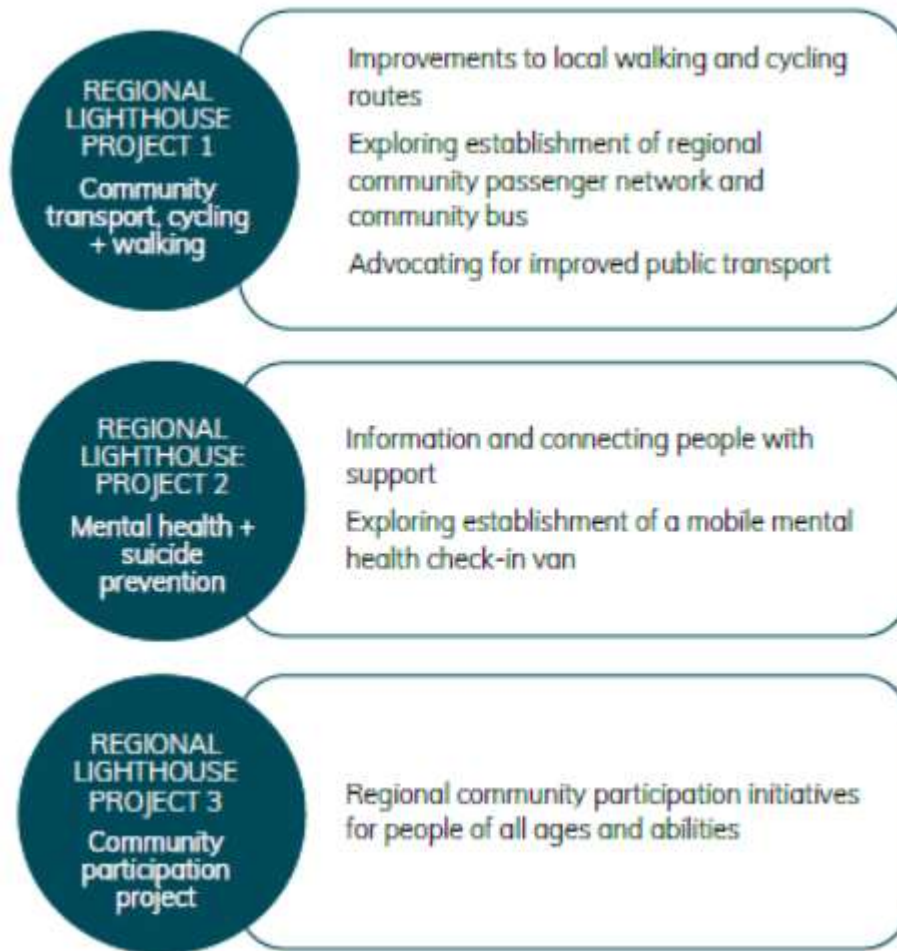 REGIONAL
LIGHTHOUSE
PROJECT 1
Community
transport, cycling
+ walking
Improvements to local walking and cycling
routes
Exploring establishment of regional
community passenger network and
community bus
Advocating for improved public transport
REGIONAL
LIGHTHOUSE
PROJECT 2
Mental health +
suicide
prevention
Information and connecting people with
support
Exploring establishment of a mobile mental
health check-in van
REGIONAL
LIGHTHOUSE
PROJECT 3
Community
participation
project
Regional community participation initiatives
for people of all ages and abilities